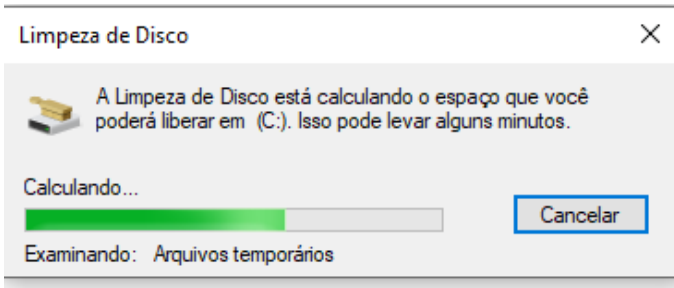 Limpeza de Disco
A Limpeza de Disco está calculando o espaço que você
poderá liberar em (C:). Isso pode levar alguns minutos.
Calculando...
Cancelar
Examinando: Arquivos temporários